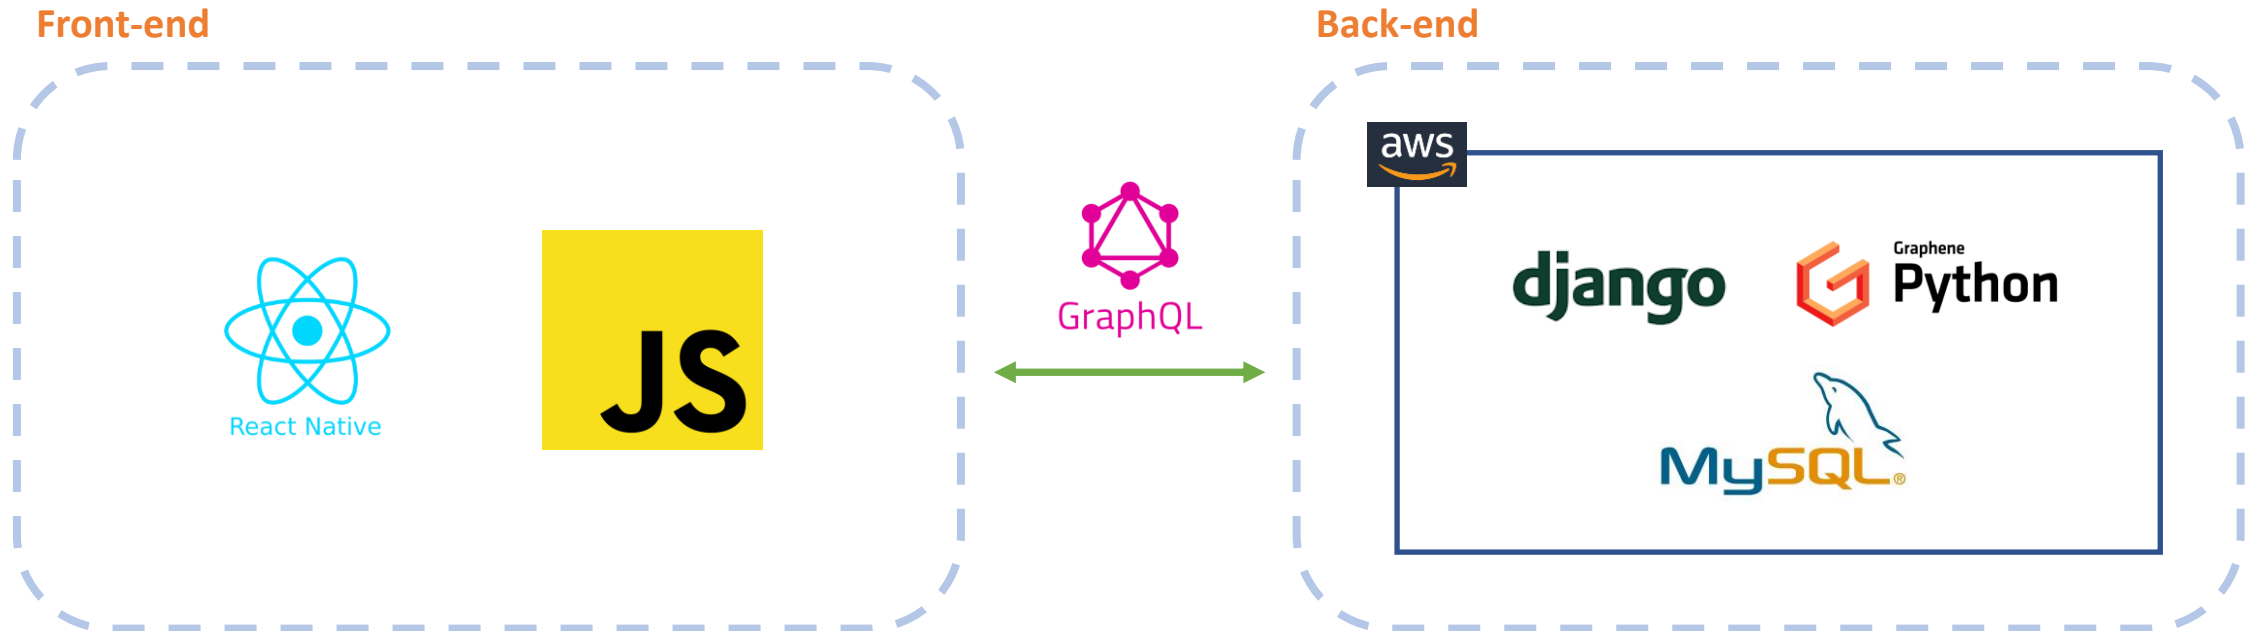 Front-end
Back-end
aws
GraphQL
django
Graphene
Python
JS
React Native
MySQL®